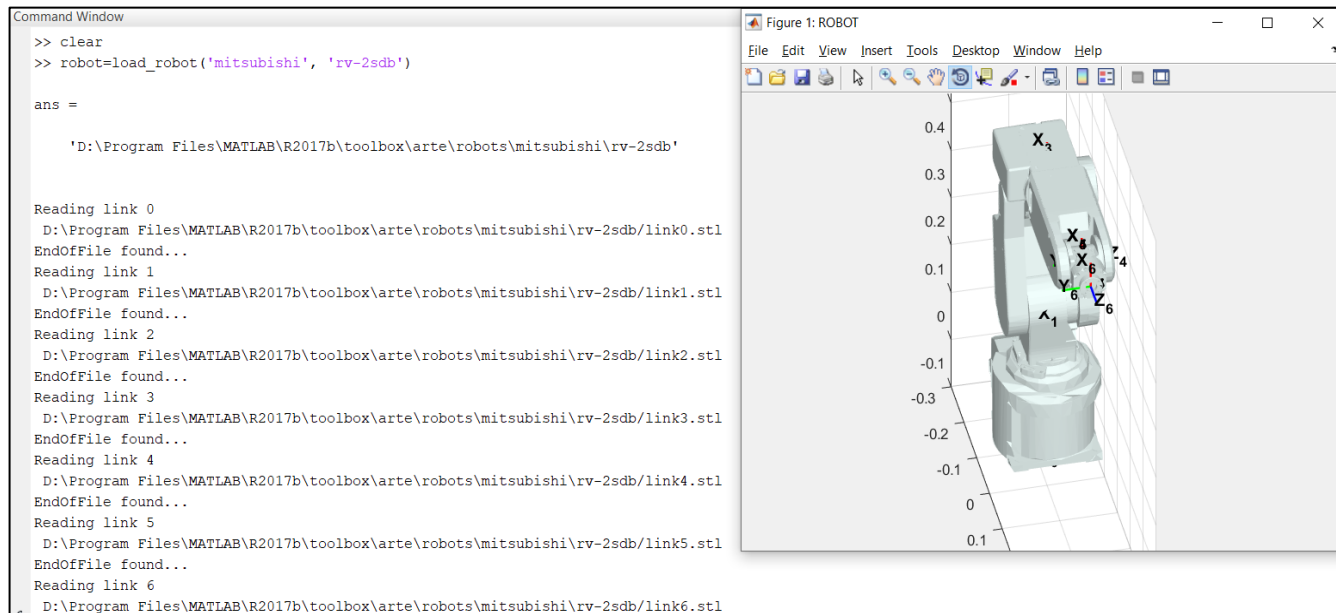 Command Window
>> clear
>> robot=load_robot('mitsubishi', 'rv-2sdb')
ans =
'D:\Program Files\MATLAB\R2017b\toolbox\arte\robots\mitsubishi\rv-2sdb'
Reading link 0
D:\Program Files\MATLAB\R2017b\toolbox\arte\robots\mitsubishi\rv-2sdb/link0.stl
EndOfFile found...
Reading link 1
D:\Program Files\MATLAB\R2017b\toolbox\arte\robots\mitsubishi\rv-2sdb/link1.stl
EndOfFile found...
Reading link 2
D:\Program Files\MATLAB\R2017b\toolbox\arte\robots\mitsubishi\rv-2sdb/link2.stl
EndOfFile found...
Reading link 3
D:\Program Files\MATLAB\R2017b\toolbox\arte\robots\mitsubishi\rv-2sdb/link3.stl
EndOfFile found...
Reading link 4
D:\Program Files\MATLAB\R2017b\toolbox\arte\robots\mitsubishi\rv-2sdb/link4.stl
EndOfFile found...
Reading link 5
D:\Program Files\MATLAB\R2017b\toolbox\arte\robots\mitsubishi\rv-2sdb/link5.stl
EndOfFile found...
Reading link 6
D:\Program Files\MATLAB\R2017b\toolbox\arte\robots\mitsubishi\rv-2sdb/link6.stl
Figure 1: ROBOT
File Edit View Insert Tools Desktop Window Help
0.4
0.3
0.2
0.1
0
-0.1
-0.3
-0.2
-0.1
0
0.1
X3
Z4
X6
Y6
Z6
X1